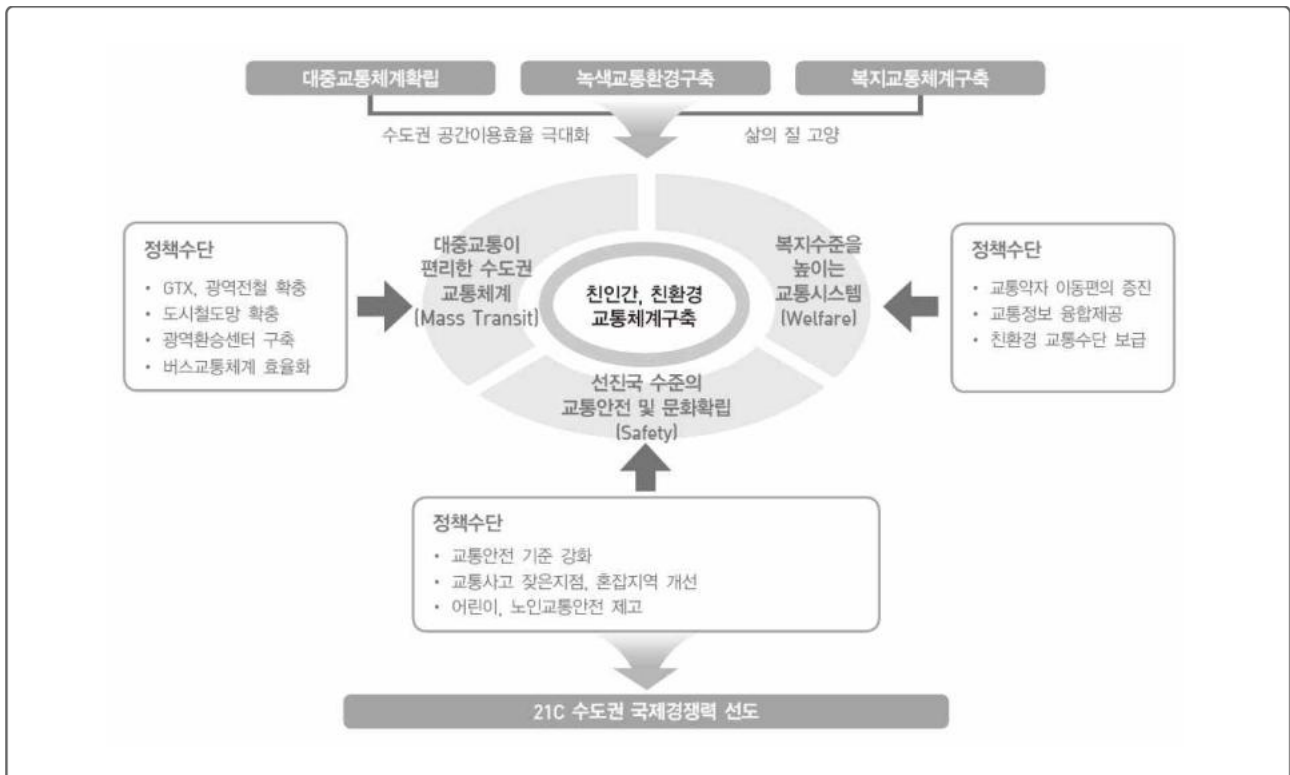 대중교통체계확립
녹색교통환경구축
복지교통체계구축
수도권 공간이용효율 극대화
삶의 질 고양
정책수단
• GTX, 광역전철 확충
• 도시철도망 확충
• 광역환승센터 구축
• 버스교통체계 효율화
대중교통이
편리한 수도권
교통체계
(Mass Transit)
친인간, 친환경
교통체계구축
복지수준을
높이는
교통시스템
(Welfare)
정책수단
• 교통약자 이동편의 증진
• 교통정보 융합제공
• 친환경 교통수단 보급
선진국 수준의
교통안전 및 문화확립
(Safety)
정책수단
• 교통안전 기준 강화
• 교통사고 잦은지점, 혼잡지역 개선
• 어린이, 노인교통안전 제고
21C 수도권 국제경쟁력 선도